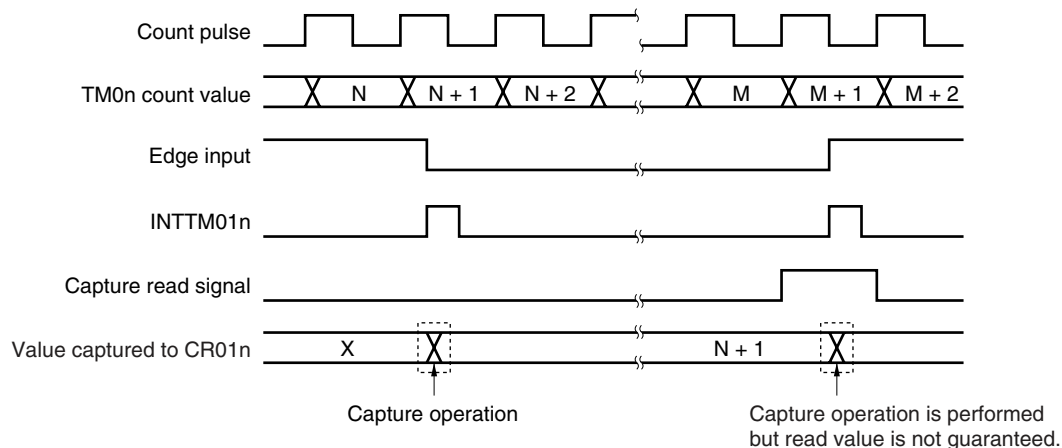 Count pulse
TM0n count value
N
N + 1
N + 2
M
M + 1
M + 2
Edge input
INTTM01n
Capture read signal
Value captured to CR01n
X
N + 1
Capture operation
Capture operation is performed
but read value is not guaranteed.